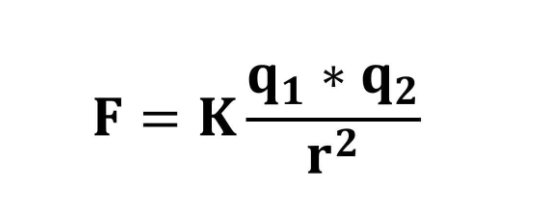 F = K q₁ * q₂ / r²